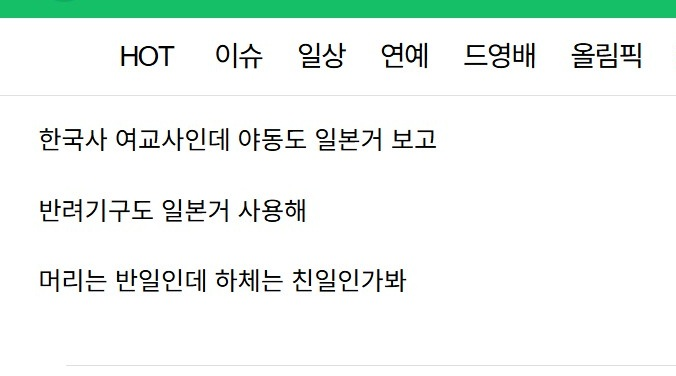 HOT 이슈 일상 연예 드영배 올림픽
한국사 여교사인데 야동도 일본거 보고
반려기구도 일본거 사용해
머리는 반일인데 하체는 친일인가봐